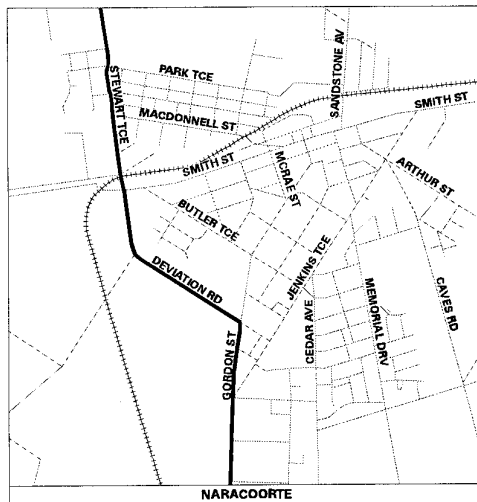 SANDSTONE AV
PARK TCE
STEWART TCE
MACDONNELL ST
SMITH ST
SMITH ST
MCRAE ST
ARTHUR ST
BUTLER TCE
JENKINS TCE
DEVIATION RD
CEDAR AVE
MEMORIAL DRV
CAVES RD
GORDON ST
NARACOORTE